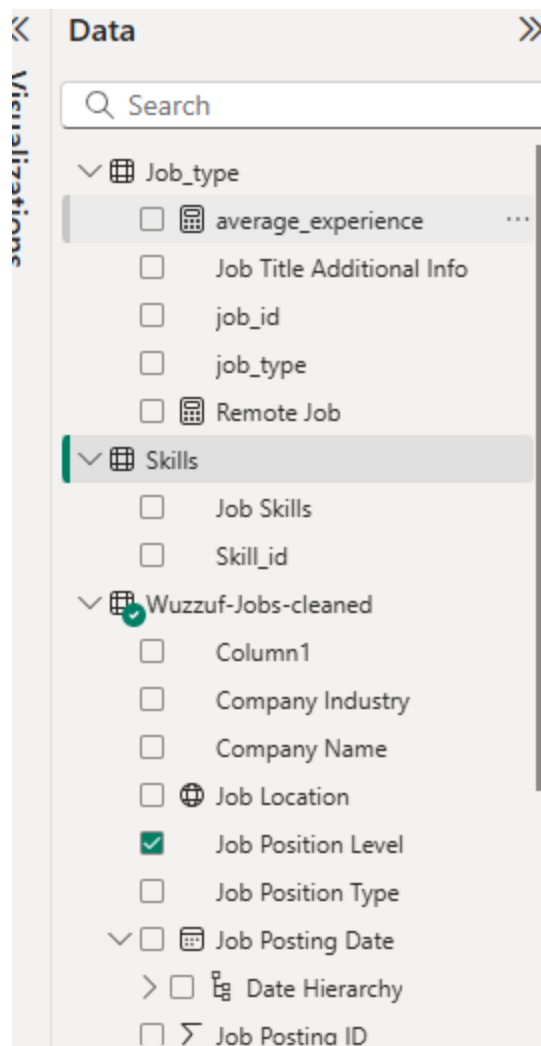 Data
Visualizations
Search
Job_type
average_experience
Job Title Additional Info
job_id
job_type
Remote Job
Skills
Job Skills
Skill_id
Wuzzuf-Jobs-cleaned
Column1
Company Industry
Company Name
Job Location
Job Position Level
Job Position Type
Job Posting Date
Date Hierarchy
Job Posting ID